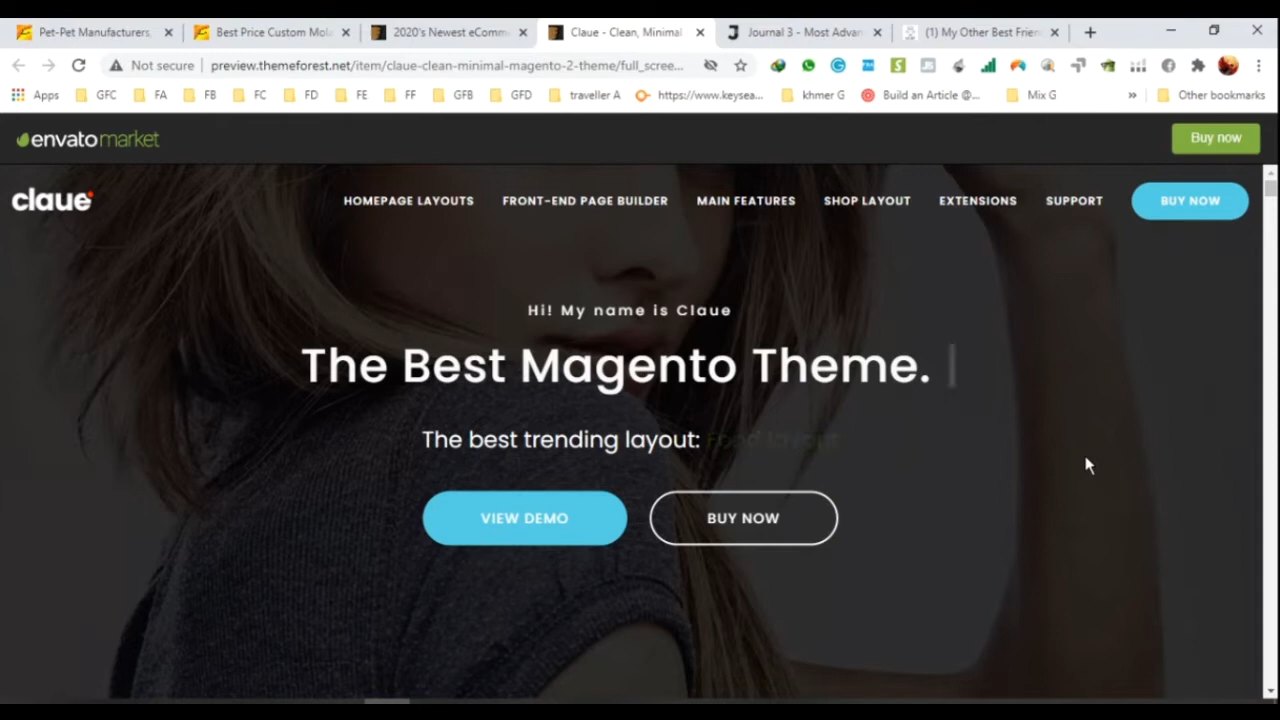 Pet-Pet Manufacturers, Best Price Custom Mola 2020's Newest eComm Claue - Clean, Minimal Journal 3 - Most Advan (1) My Other Best Frien
Not secure preview.themeforest.net/item/claue-clean-minimal-magento-2-theme/full_scree...
Apps GFC FA FB FC FD FE FF GFB GFD traveller A https://www.keysea... khmer G Build an Article @... Mix G » Other bookmarks
envatomarket Buy now
claue HOMEPAGE LAYOUTS FRONT-END PAGE BUILDER MAIN FEATURES SHOP LAYOUT EXTENSIONS SUPPORT BUY NOW
Hi! My name is Claue
The Best Magento Theme.
The best trending layout: Food layout
VIEW DEMO BUY NOW